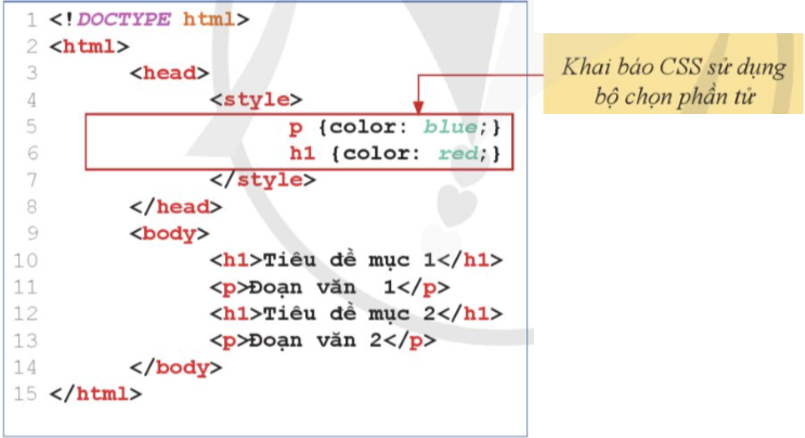 1 <!DOCTYPE html>
2 <html>
3 <head>
4 <style>
5 p {color: blue;}
6 h1 {color: red;}
7 </style>
8 </head>
9 <body>
10 <h1>Tiêu đề mục 1</h1>
11 <p>Đoạn văn  1</p>
12 <h1>Tiêu đề mục 2</h1>
13 <p>Đoạn văn 2</p>
14 </body>
15 </html>
Khai báo CSS sử dụng
bộ chọn phần tử